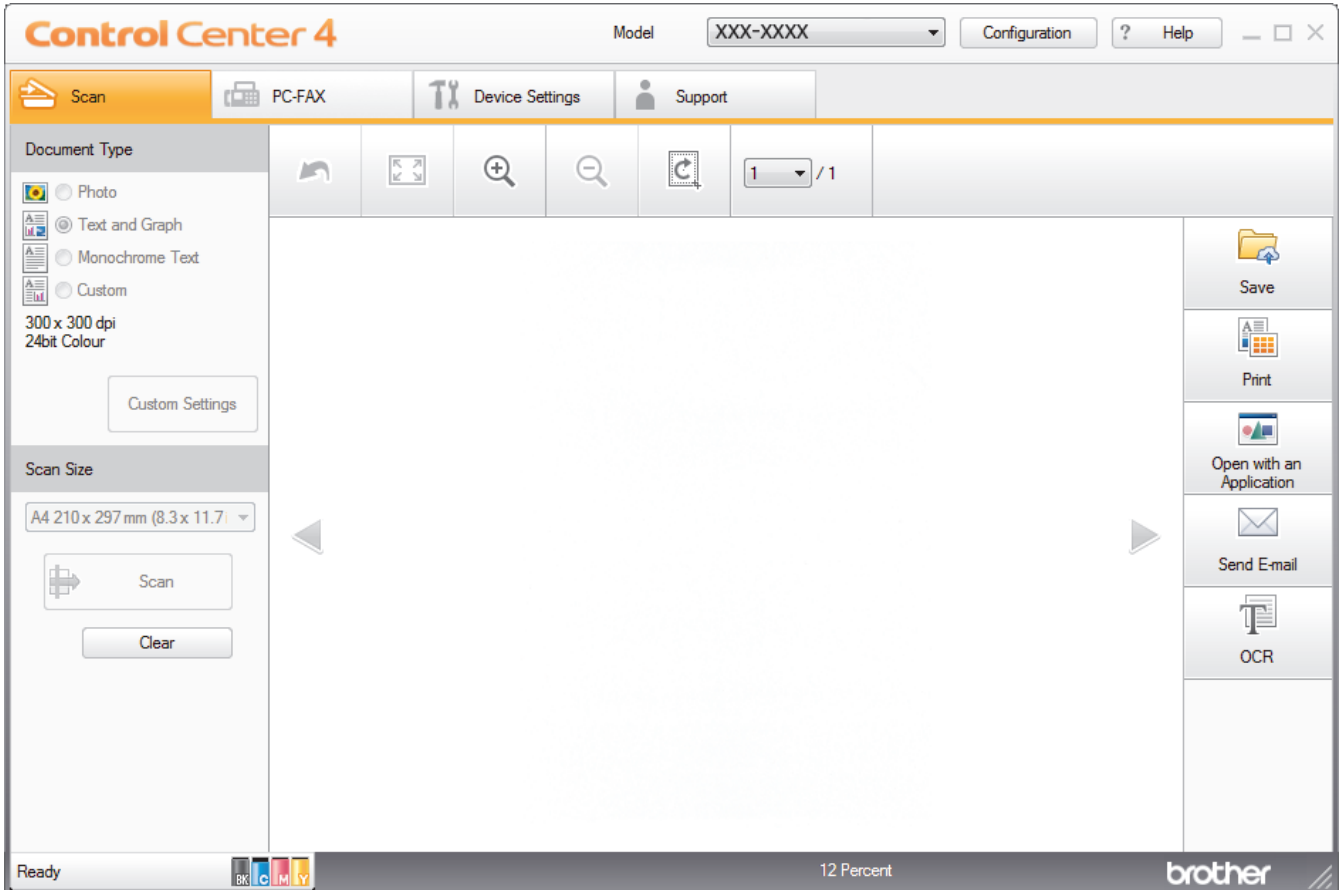 Control Center 4
Model
XXX-XXXX
Configuration
? Help
Scan
PC-FAX
Device Settings
Support
Document Type
Photo
Text and Graph
Monochrome Text
Custom
300 x 300 dpi
24bit Colour
Custom Settings
Scan Size
A4 210 x 297 mm (8.3 x 11.7
Scan
Clear
1 / 1
Save
Print
Open with an
Application
Send E-mail
OCR
Ready
BK C M Y
12 Percent
brother